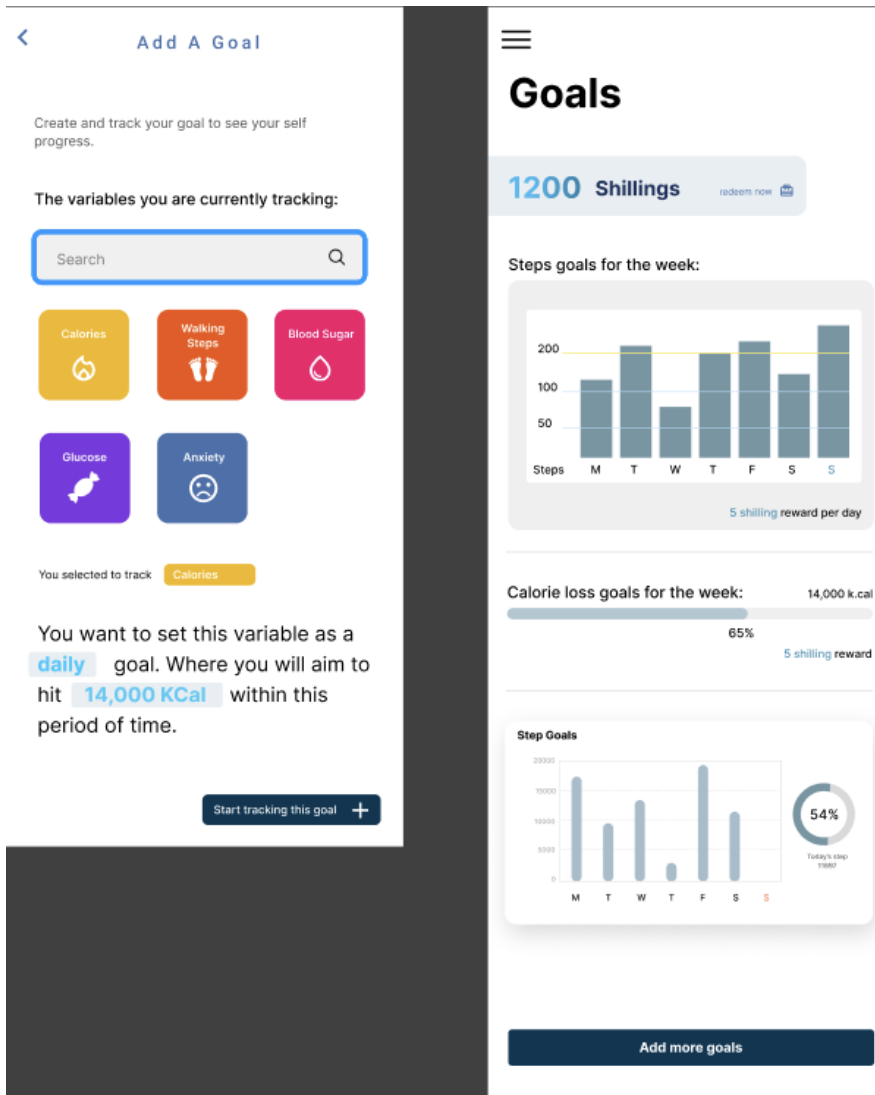 Add A Goal
Create and track your goal to see your self
progress.
The variables you are currently tracking:
Search
Calories
Walking
Steps
Blood Sugar
Glucose
Anxiety
You selected to track Calories
You want to set this variable as a
daily goal. Where you will aim to
hit 14,000 KCal within this
period of time.
Start tracking this goal
Goals
1200 Shillings redeem now
Steps goals for the week:
200
100
50
Steps M T W T F S S
5 shilling reward per day
Calorie loss goals for the week: 14,000 k.cal
65%
5 shilling reward
Step Goals
20000
15000
10000
5000
0
M T W T F S S
54%
Today's step
Add more goals